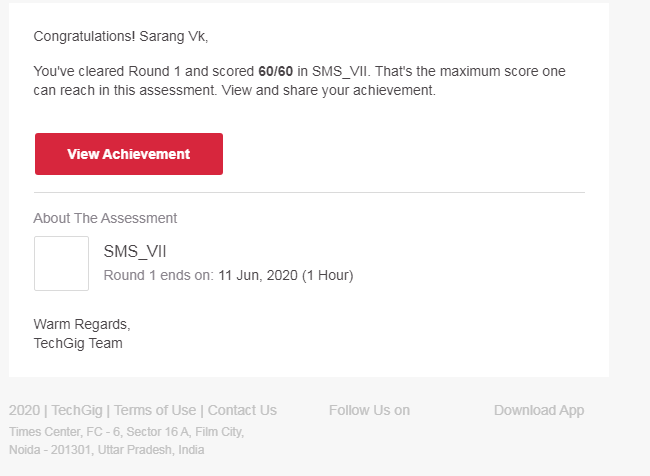 Congratulations! Sarang Vk,
You've cleared Round 1 and scored 60/60 in SMS_VII. That's the maximum score one
can reach in this assessment. View and share your achievement.
View Achievement
About The Assessment
SMS_VII
Round 1 ends on: 11 Jun, 2020 (1 Hour)
Warm Regards,
TechGig Team
2020 | TechGig | Terms of Use | Contact Us
Times Center, FC - 6, Sector 16 A, Film City,
Noida - 201301, Uttar Pradesh, India
Follow Us on
Download App